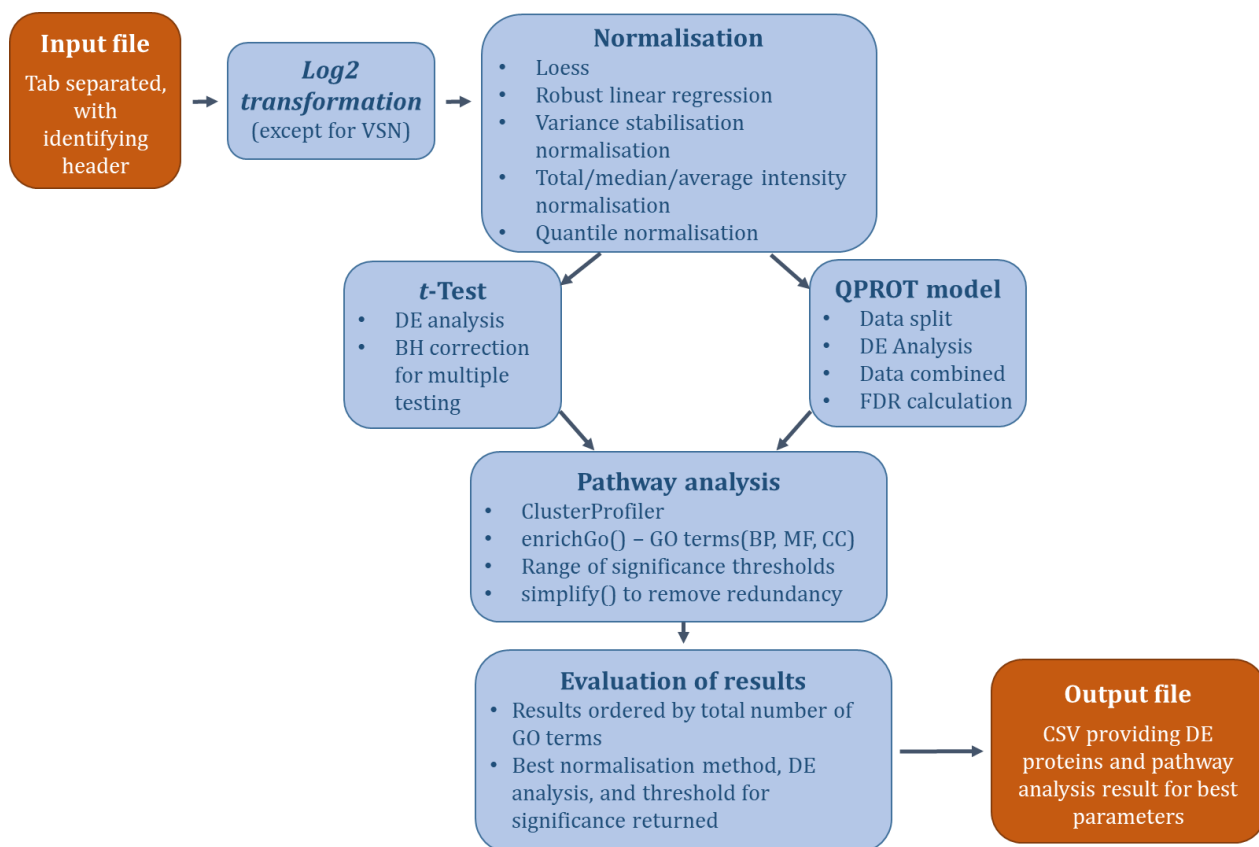 Input file
Tab separated,
with
identifying
header
Log2
transformation
(except for VSN)
Normalisation
• Loess
• Robust linear regression
• Variance stabilisation
normalisation
• Total/median/average intensity
normalisation
• Quantile normalisation
t-Test
• DE analysis
• BH correction
for multiple
testing
QPROT model
• Data split
• DE Analysis
• Data combined
• FDR calculation
Pathway analysis
• ClusterProfiler
• enrichGo() – GO terms(BP, MF, CC)
• Range of significance thresholds
• simplify() to remove redundancy
Evaluation of results
• Results ordered by total number of
GO terms
• Best normalisation method, DE
analysis, and threshold for
significance returned
Output file
CSV providing DE
proteins and pathway
analysis result for best
parameters